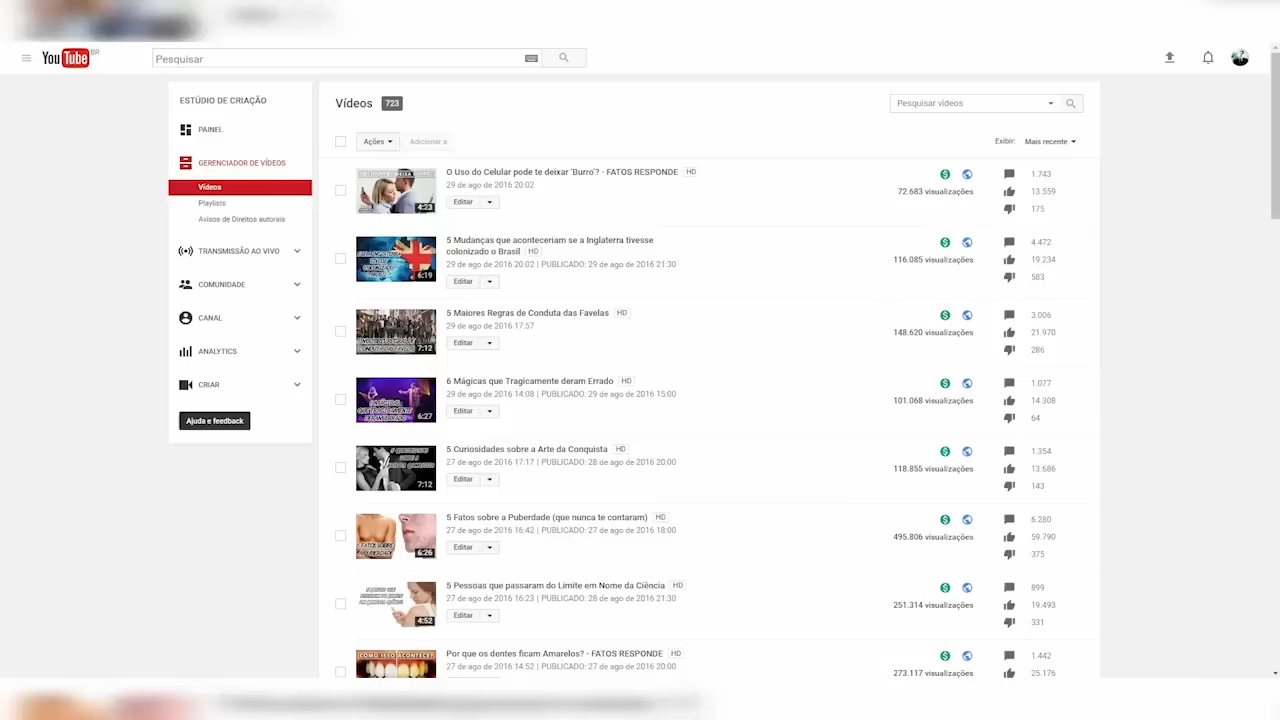 YouTube BR
Pesquisar
ESTÚDIO DE CRIAÇÃO
PAINEL
GERENCIADOR DE VÍDEOS
Vídeos
Playlists
Avisos de Direitos autorais
TRANSMISSÃO AO VIVO
COMUNIDADE
CANAL
ANALYTICS
CRIAR
Ajuda e feedback
Vídeos 723
Pesquisar vídeos
Ações
Adicionar a
Exibir: Mais recente
4:23
O Uso do Celular pode te deixar 'Burro'? - FATOS RESPONDE HD
29 de ago de 2016 20:02
Editar
72.683 visualizações
1.743
13.559
175
6:19
5 Mudanças que aconteceriam se a Inglaterra tivesse
colonizado o Brasil HD
29 de ago de 2016 20:02 | PUBLICADO: 29 de ago de 2016 21:30
Editar
116.085 visualizações
4.472
19.234
583
7:12
5 Maiores Regras de Conduta das Favelas HD
29 de ago de 2016 17:57
Editar
148.620 visualizações
3.006
21.970
286
6:27
6 Mágicas que Tragicamente deram Errado HD
29 de ago de 2016 14:08 | PUBLICADO: 29 de ago de 2016 15:00
Editar
101.068 visualizações
1.077
14.308
64
7:12
5 Curiosidades sobre a Arte da Conquista HD
27 de ago de 2016 17:17 | PUBLICADO: 28 de ago de 2016 20:00
Editar
118.855 visualizações
1.354
13.686
143
5 FATOS SOBRE
A PUBERDADE
6:26
5 Fatos sobre a Puberdade (que nunca te contaram) HD
27 de ago de 2016 16:42 | PUBLICADO: 27 de ago de 2016 18:00
Editar
495.806 visualizações
6.280
59.790
375
4:52
5 Pessoas que passaram do Limite em Nome da Ciência HD
27 de ago de 2016 16:23 | PUBLICADO: 28 de ago de 2016 21:30
Editar
251.314 visualizações
899
19.493
331
COMO ISSO ACONTECE?
Por que os dentes ficam Amarelos? - FATOS RESPONDE HD
27 de ago de 2016 14:52 | PUBLICADO: 27 de ago de 2016 20:00
273.117 visualizações
1.442
25.176